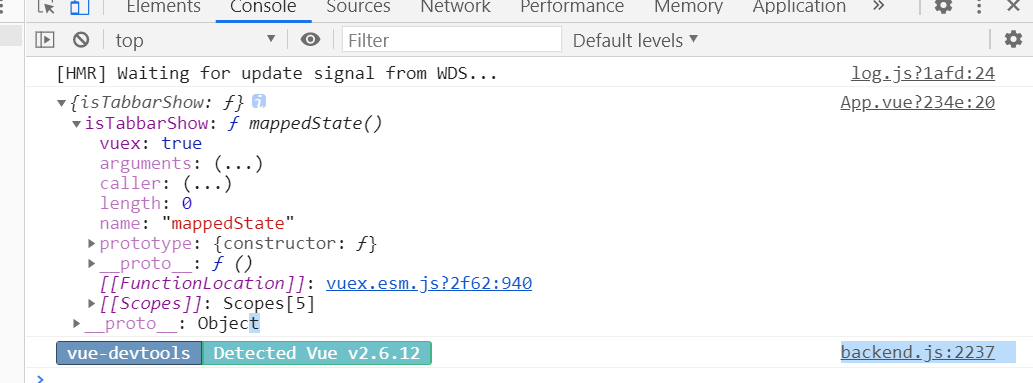 Elements Console Sources Network Performance Memory Application »
top ▼ Filter Default levels ▼
[HMR] Waiting for update signal from WDS... log.js?1afd:24
▼{isTabbarShow: ƒ} i App.vue?234e:20
▼isTabbarShow: ƒ mappedState()
vuex: true
arguments: (...)
caller: (...)
length: 0
name: "mappedState"
▶prototype: {constructor: ƒ}
▶__proto__: ƒ ()
[[FunctionLocation]]: vuex.esm.js?2f62:940
▶[[Scopes]]: Scopes[5]
▶__proto__: Object
vue-devtools Detected Vue v2.6.12 backend.js:2237
›